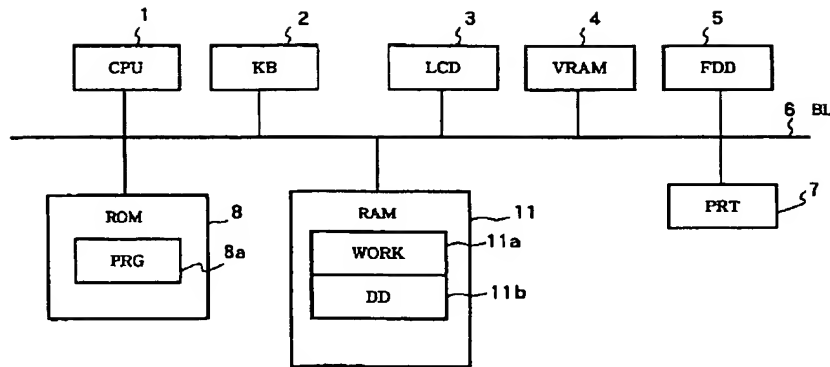 1 2 3 4 5
CPU KB LCD VRAM FDD
6 BL
ROM 8 RAM 11 PRT 7
PRG 8a WORK 11a
DD 11b